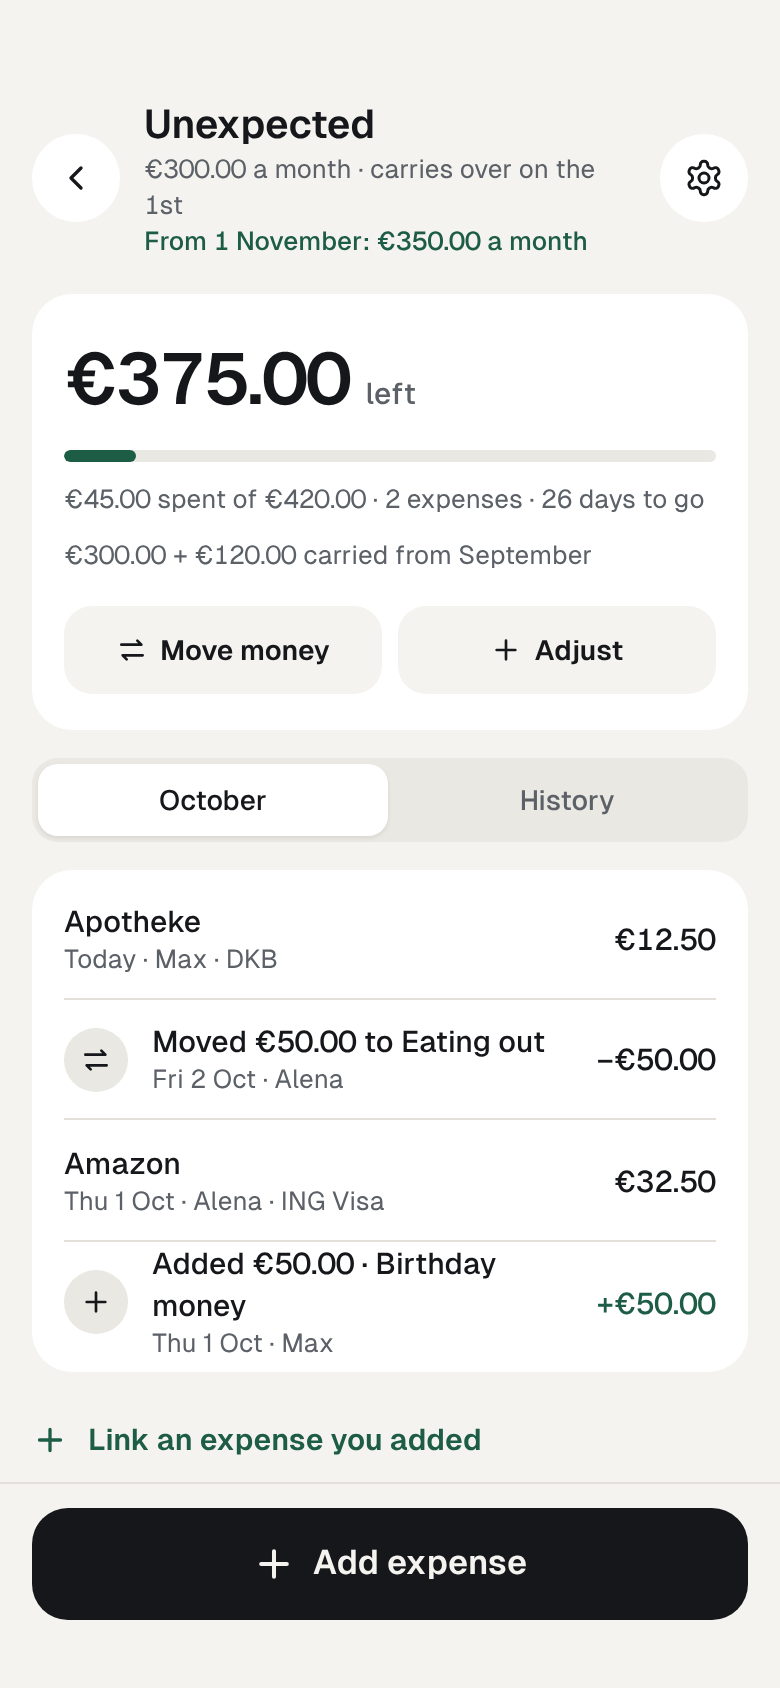 Unexpected
€300.00 a month · carries over on the
1st
From 1 November: €350.00 a month
€375.00 left
€45.00 spent of €420.00 · 2 expenses · 26 days to go
€300.00 + €120.00 carried from September
Move money
Adjust
October
History
Apotheke
€12.50
Today · Max · DKB
Moved €50.00 to Eating out
−€50.00
Fri 2 Oct · Alena
Amazon
€32.50
Thu 1 Oct · Alena · ING Visa
Added €50.00 · Birthday
money
+€50.00
Thu 1 Oct · Max
Link an expense you added
Add expense